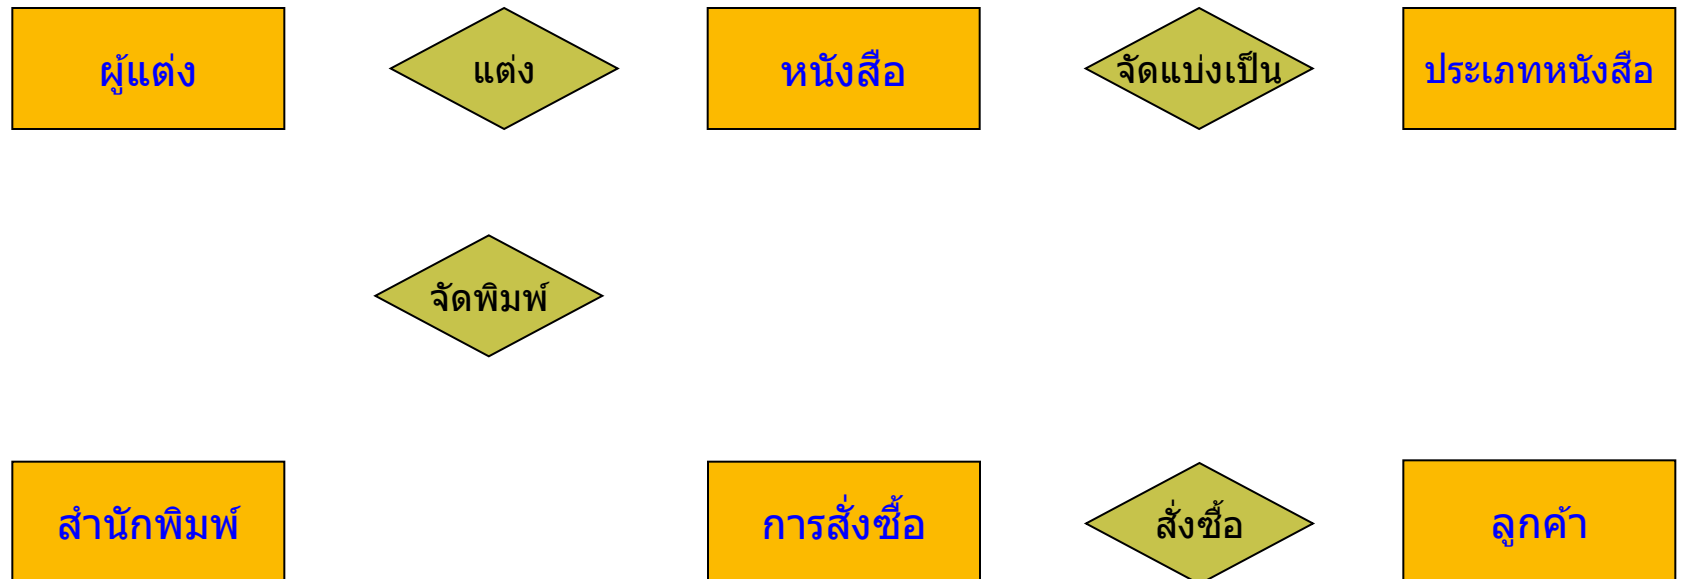 ผู้แต่ง
แต่ง
หนังสือ
จัดแบ่งเป็น
ประเภทหนังสือ
จัดพิมพ์
สำนักพิมพ์
การสั่งซื้อ
สั่งซื้อ
ลูกค้า